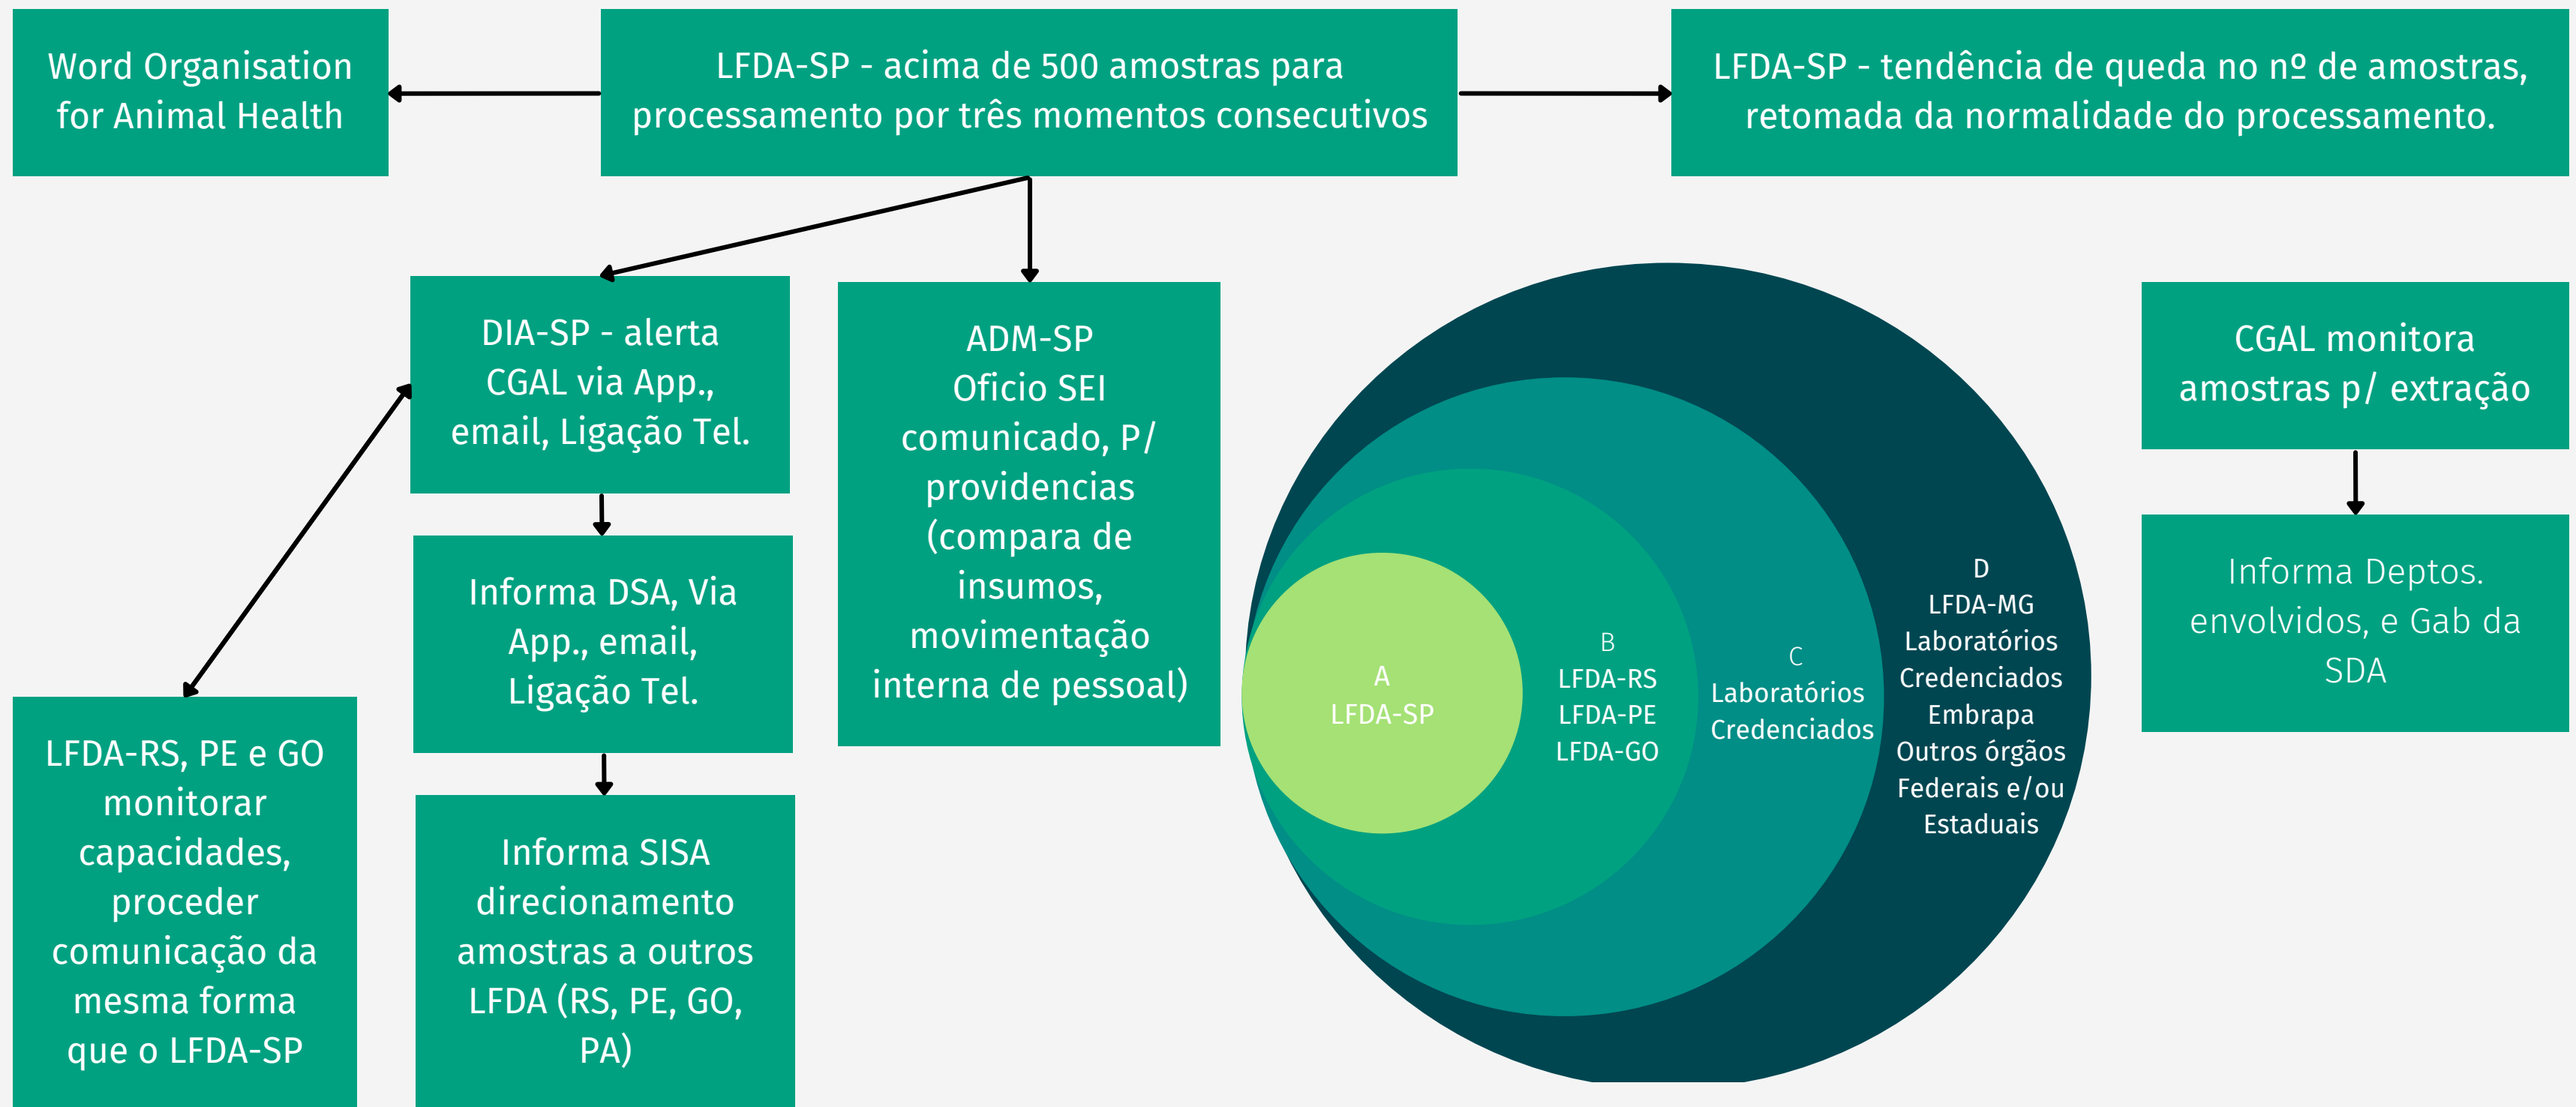 Word Organisation
for Animal Health
LFDA-SP - acima de 500 amostras para
processamento por três momentos consecutivos
LFDA-SP - tendência de queda no nº de amostras,
retomada da normalidade do processamento.
DIA-SP - alerta
CGAL via App.,
email, Ligação Tel.
ADM-SP
Oficio SEI
comunicado, P/
providencias
(compara de
insumos,
movimentação
interna de pessoal)
CGAL monitora
amostras p/ extração
Informa DSA, Via
App., email,
Ligação Tel.
Informa Deptos.
envolvidos, e Gab da
SDA
LFDA-RS, PE e GO
monitorar
capacidades,
proceder
comunicação da
mesma forma
que o LFDA-SP
Informa SISA
direcionamento
amostras a outros
LFDA (RS, PE, GO,
PA)
A
LFDA-SP
B
LFDA-RS
LFDA-PE
LFDA-GO
C
Laboratórios
Credenciados
D
LFDA-MG
Laboratórios
Credenciados
Embrapa
Outros órgãos
Federais e/ou
Estaduais